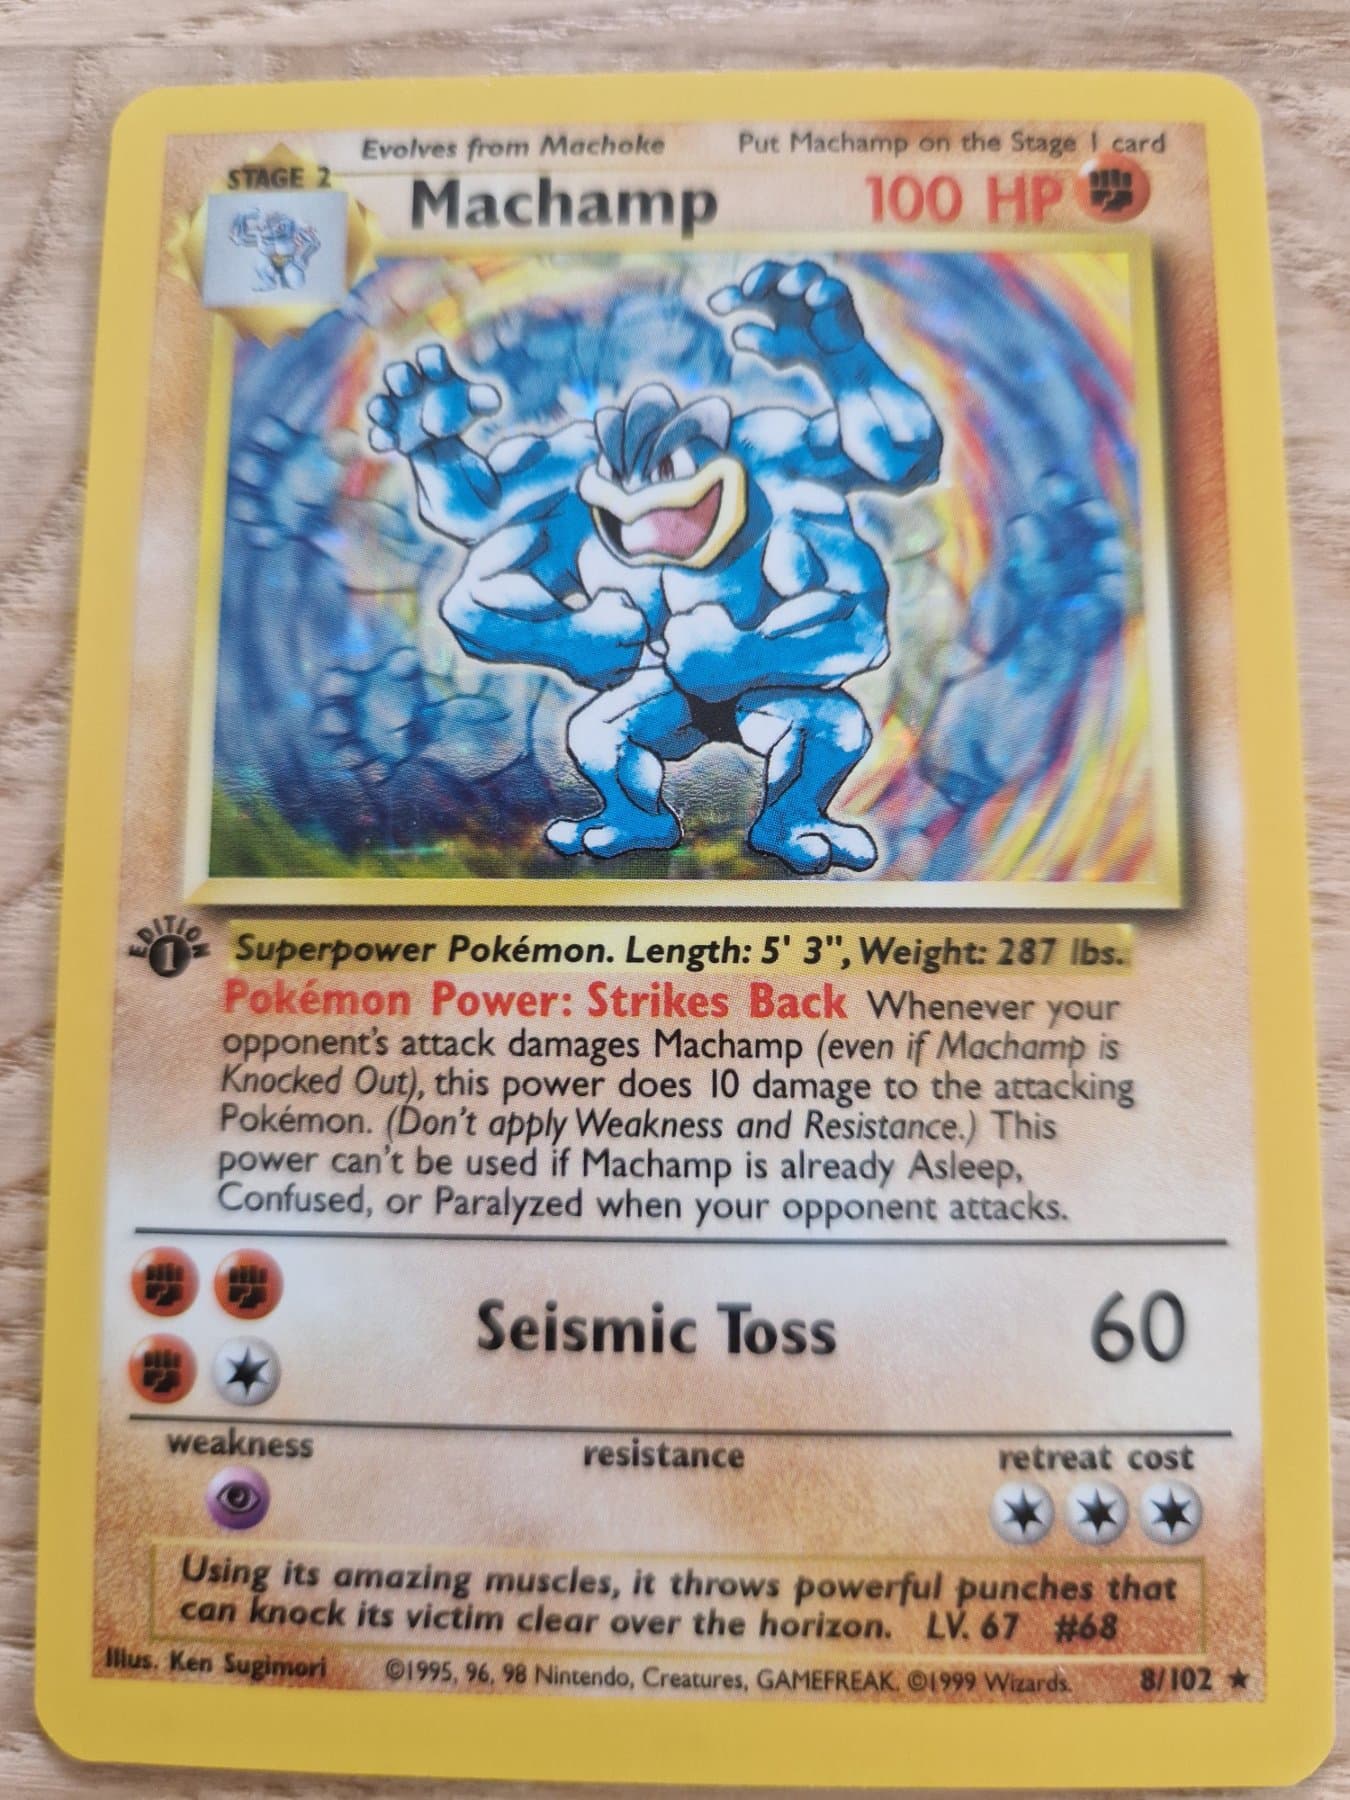 Evolves from Machoke Put Machamp on the Stage 1 card
STAGE 2
Machamp 100 HP
EDITION
1
Superpower Pokémon. Length: 5' 3", Weight: 287 lbs.
Pokémon Power: Strikes Back Whenever your
opponent's attack damages Machamp (even if Machamp is
Knocked Out), this power does 10 damage to the attacking
Pokémon. (Don't apply Weakness and Resistance.) This
power can't be used if Machamp is already Asleep,
Confused, or Paralyzed when your opponent attacks.
Seismic Toss 60
weakness resistance retreat cost
Using its amazing muscles, it throws powerful punches that
can knock its victim clear over the horizon. LV. 67 #68
Illus. Ken Sugimori ©1995, 96, 98 Nintendo, Creatures, GAMEFREAK. ©1999 Wizards. 8/102 ★